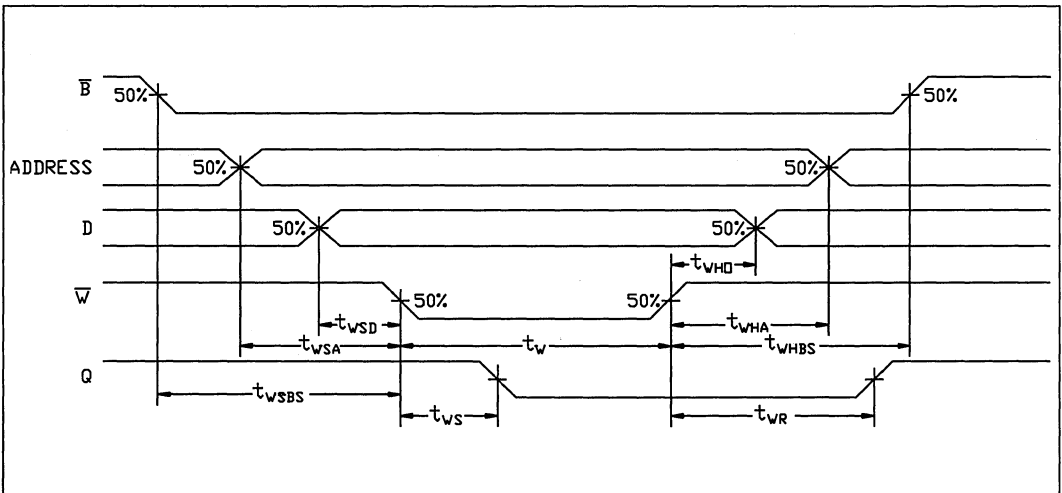 B̅
50%
50%
ADDRESS
50%
50%
D
50%
50%
tWHD
W̅
50%
50%
tWSD
tWHA
tWSA
tW
tWHBS
Q
tWSBS
tWS
tWR